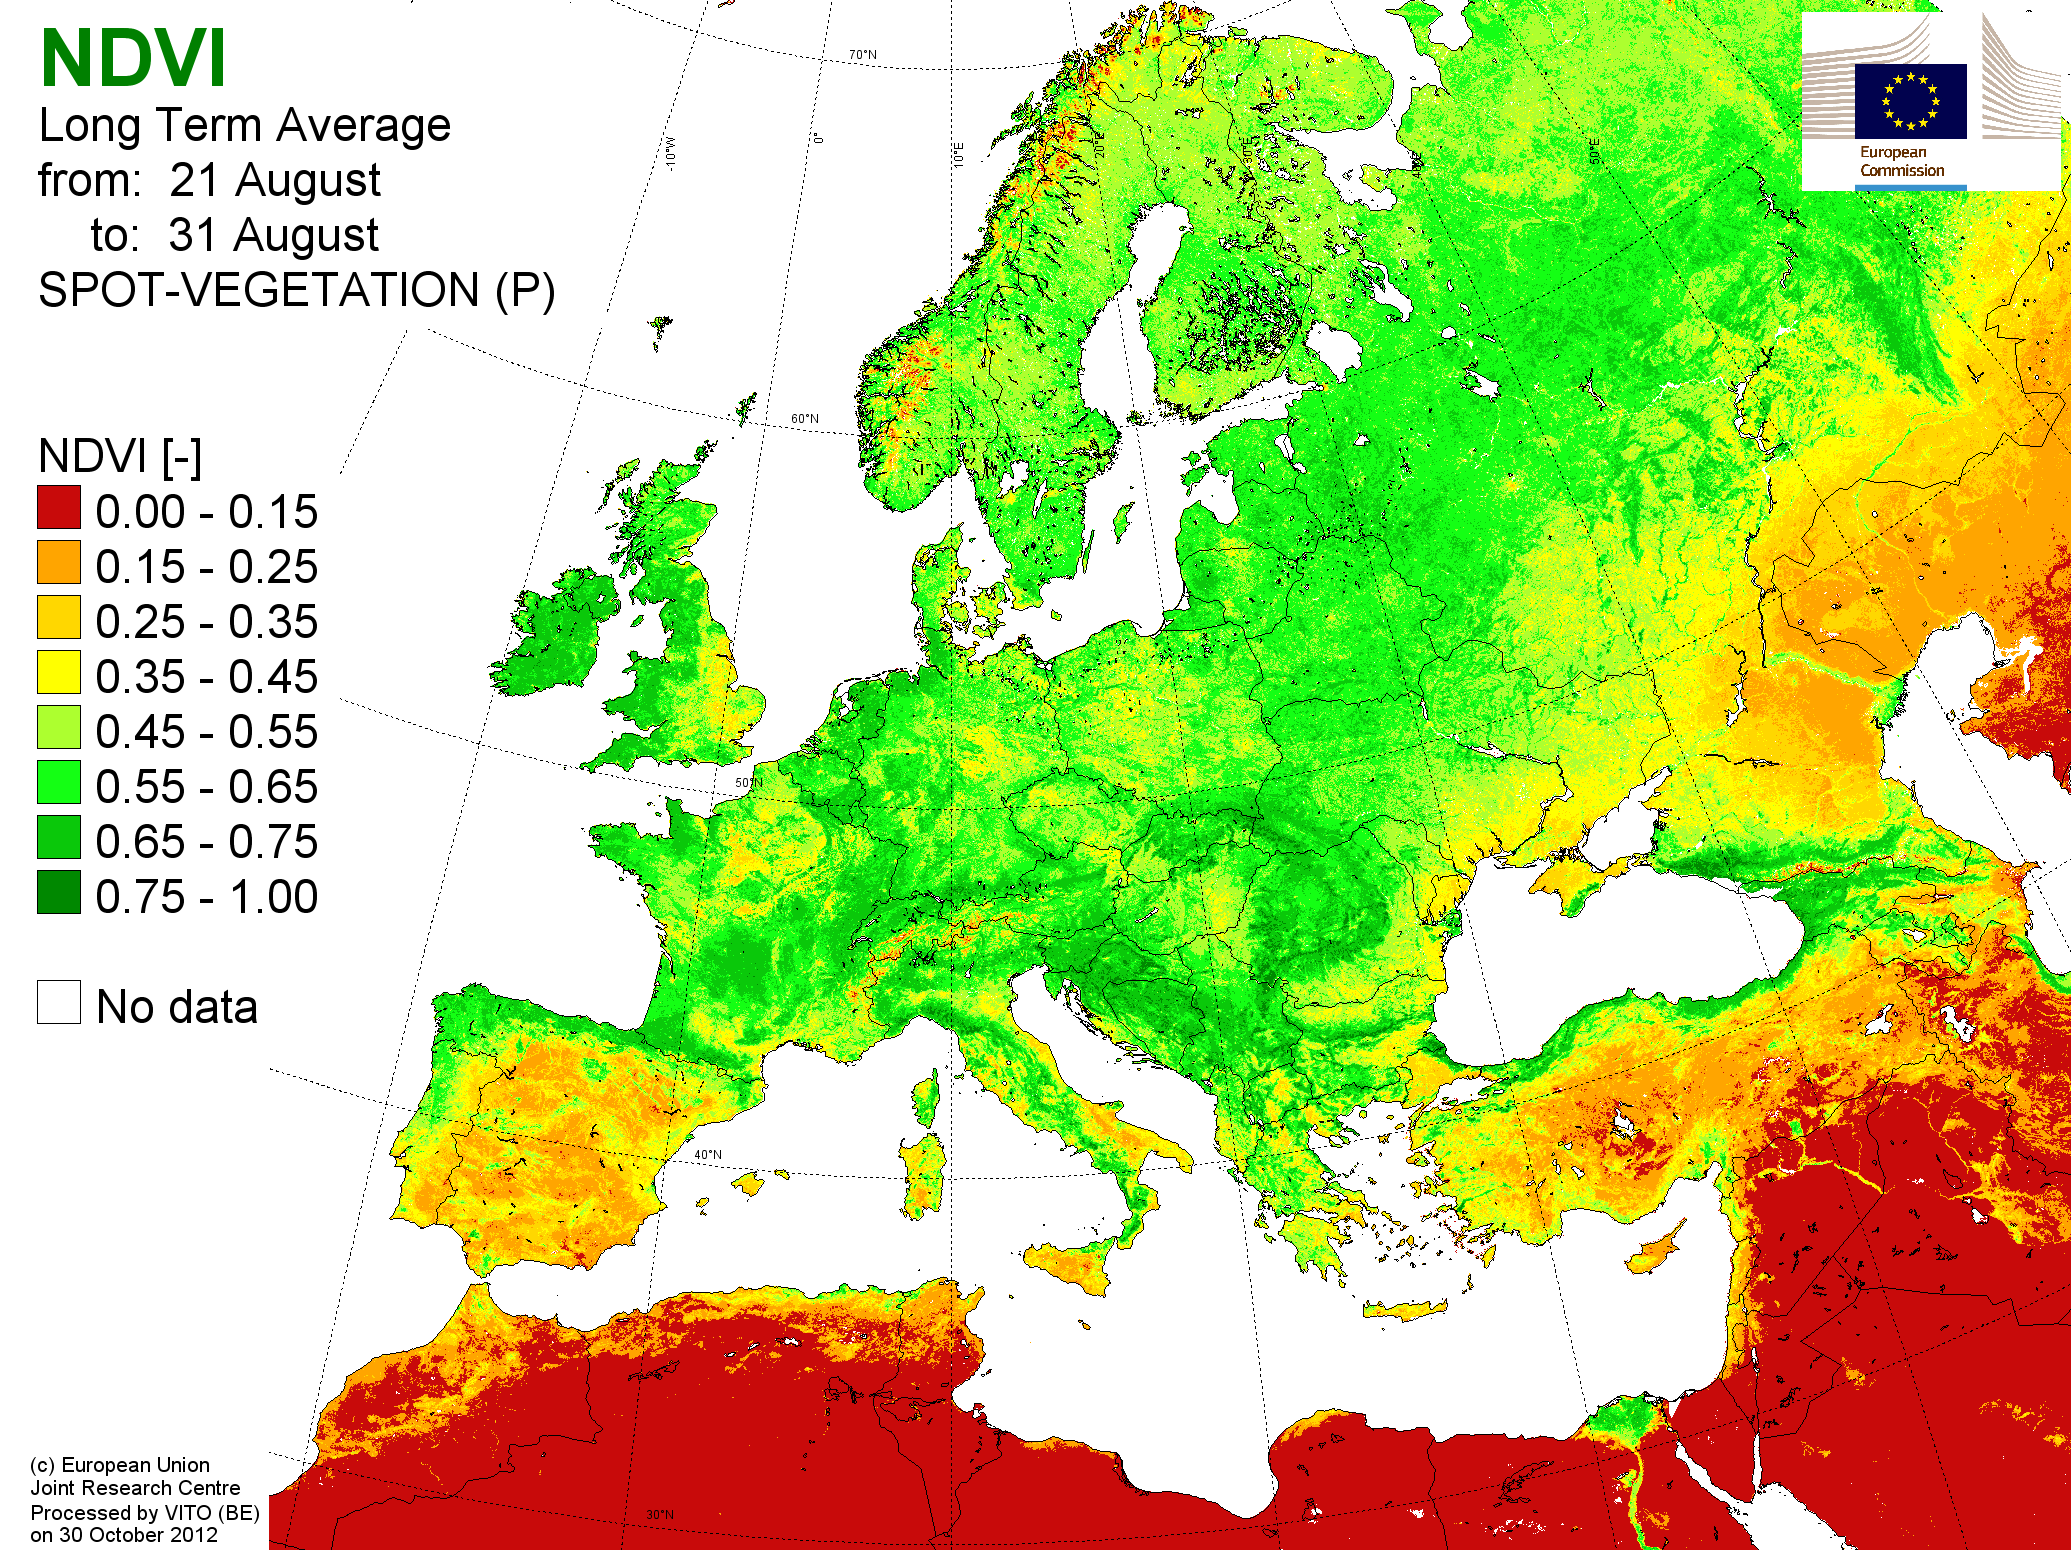 NDVI
Long Term Average
from: 21 August
to: 31 August
SPOT-VEGETATION (P)
NDVI [-]
0.00 - 0.15
0.15 - 0.25
0.25 - 0.35
0.35 - 0.45
0.45 - 0.55
0.55 - 0.65
0.65 - 0.75
0.75 - 1.00
No data
(c) European Union
Joint Research Centre
Processed by VITO (BE)
on 30 October 2012
European
Commission
70°N
-10°W
0°
10°E
20°E
30°E
40°E
50°E
60°N
50°N
40°N
30°N